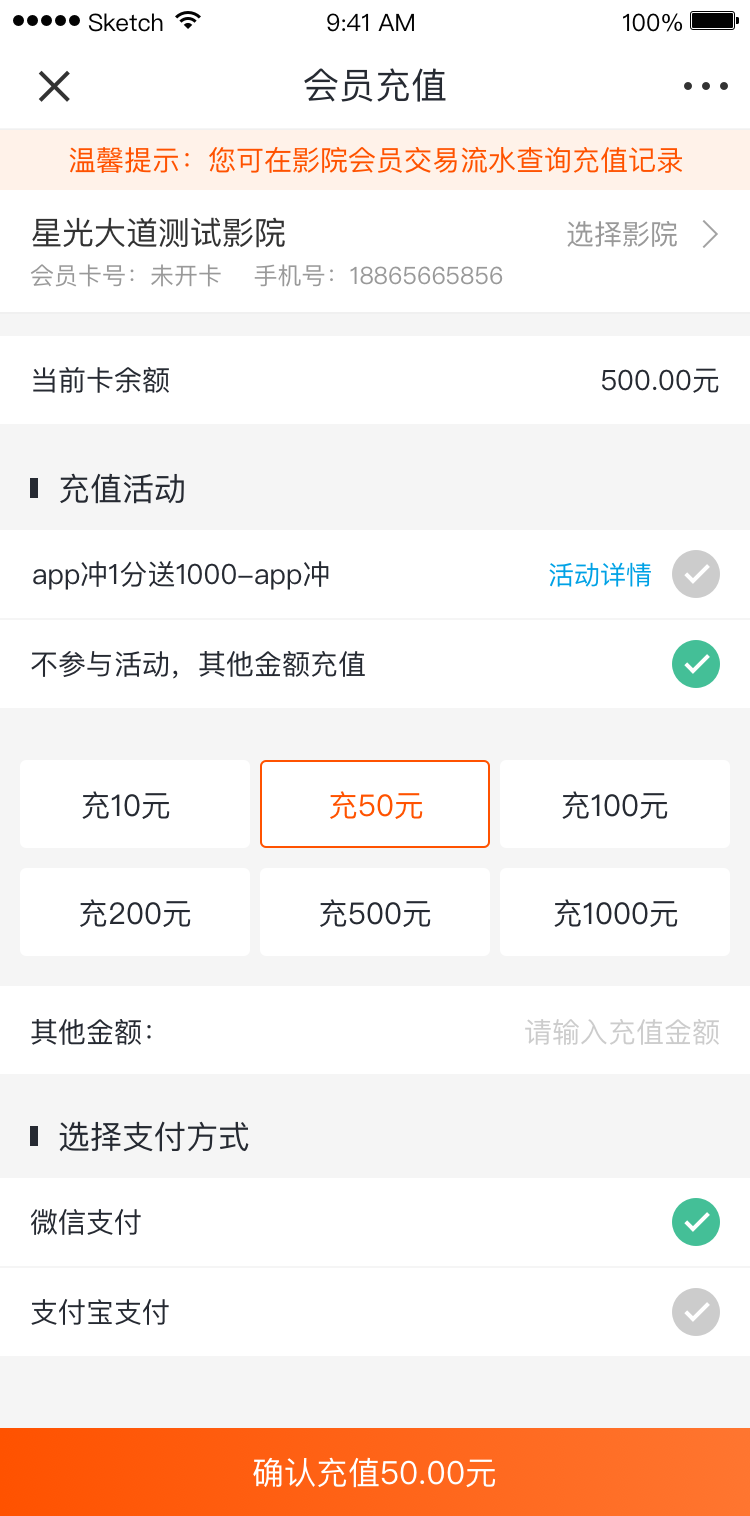 Sketch 9:41 AM 100%
会员充值
温馨提示：您可在影院会员交易流水查询充值记录
星光大道测试影院 选择影院
会员卡号：未开卡 手机号：18865665856
当前卡余额 500.00元
充值活动
app冲1分送1000-app冲 活动详情
不参与活动，其他金额充值
充10元 充50元 充100元
充200元 充500元 充1000元
其他金额： 请输入充值金额
选择支付方式
微信支付
支付宝支付
确认充值50.00元